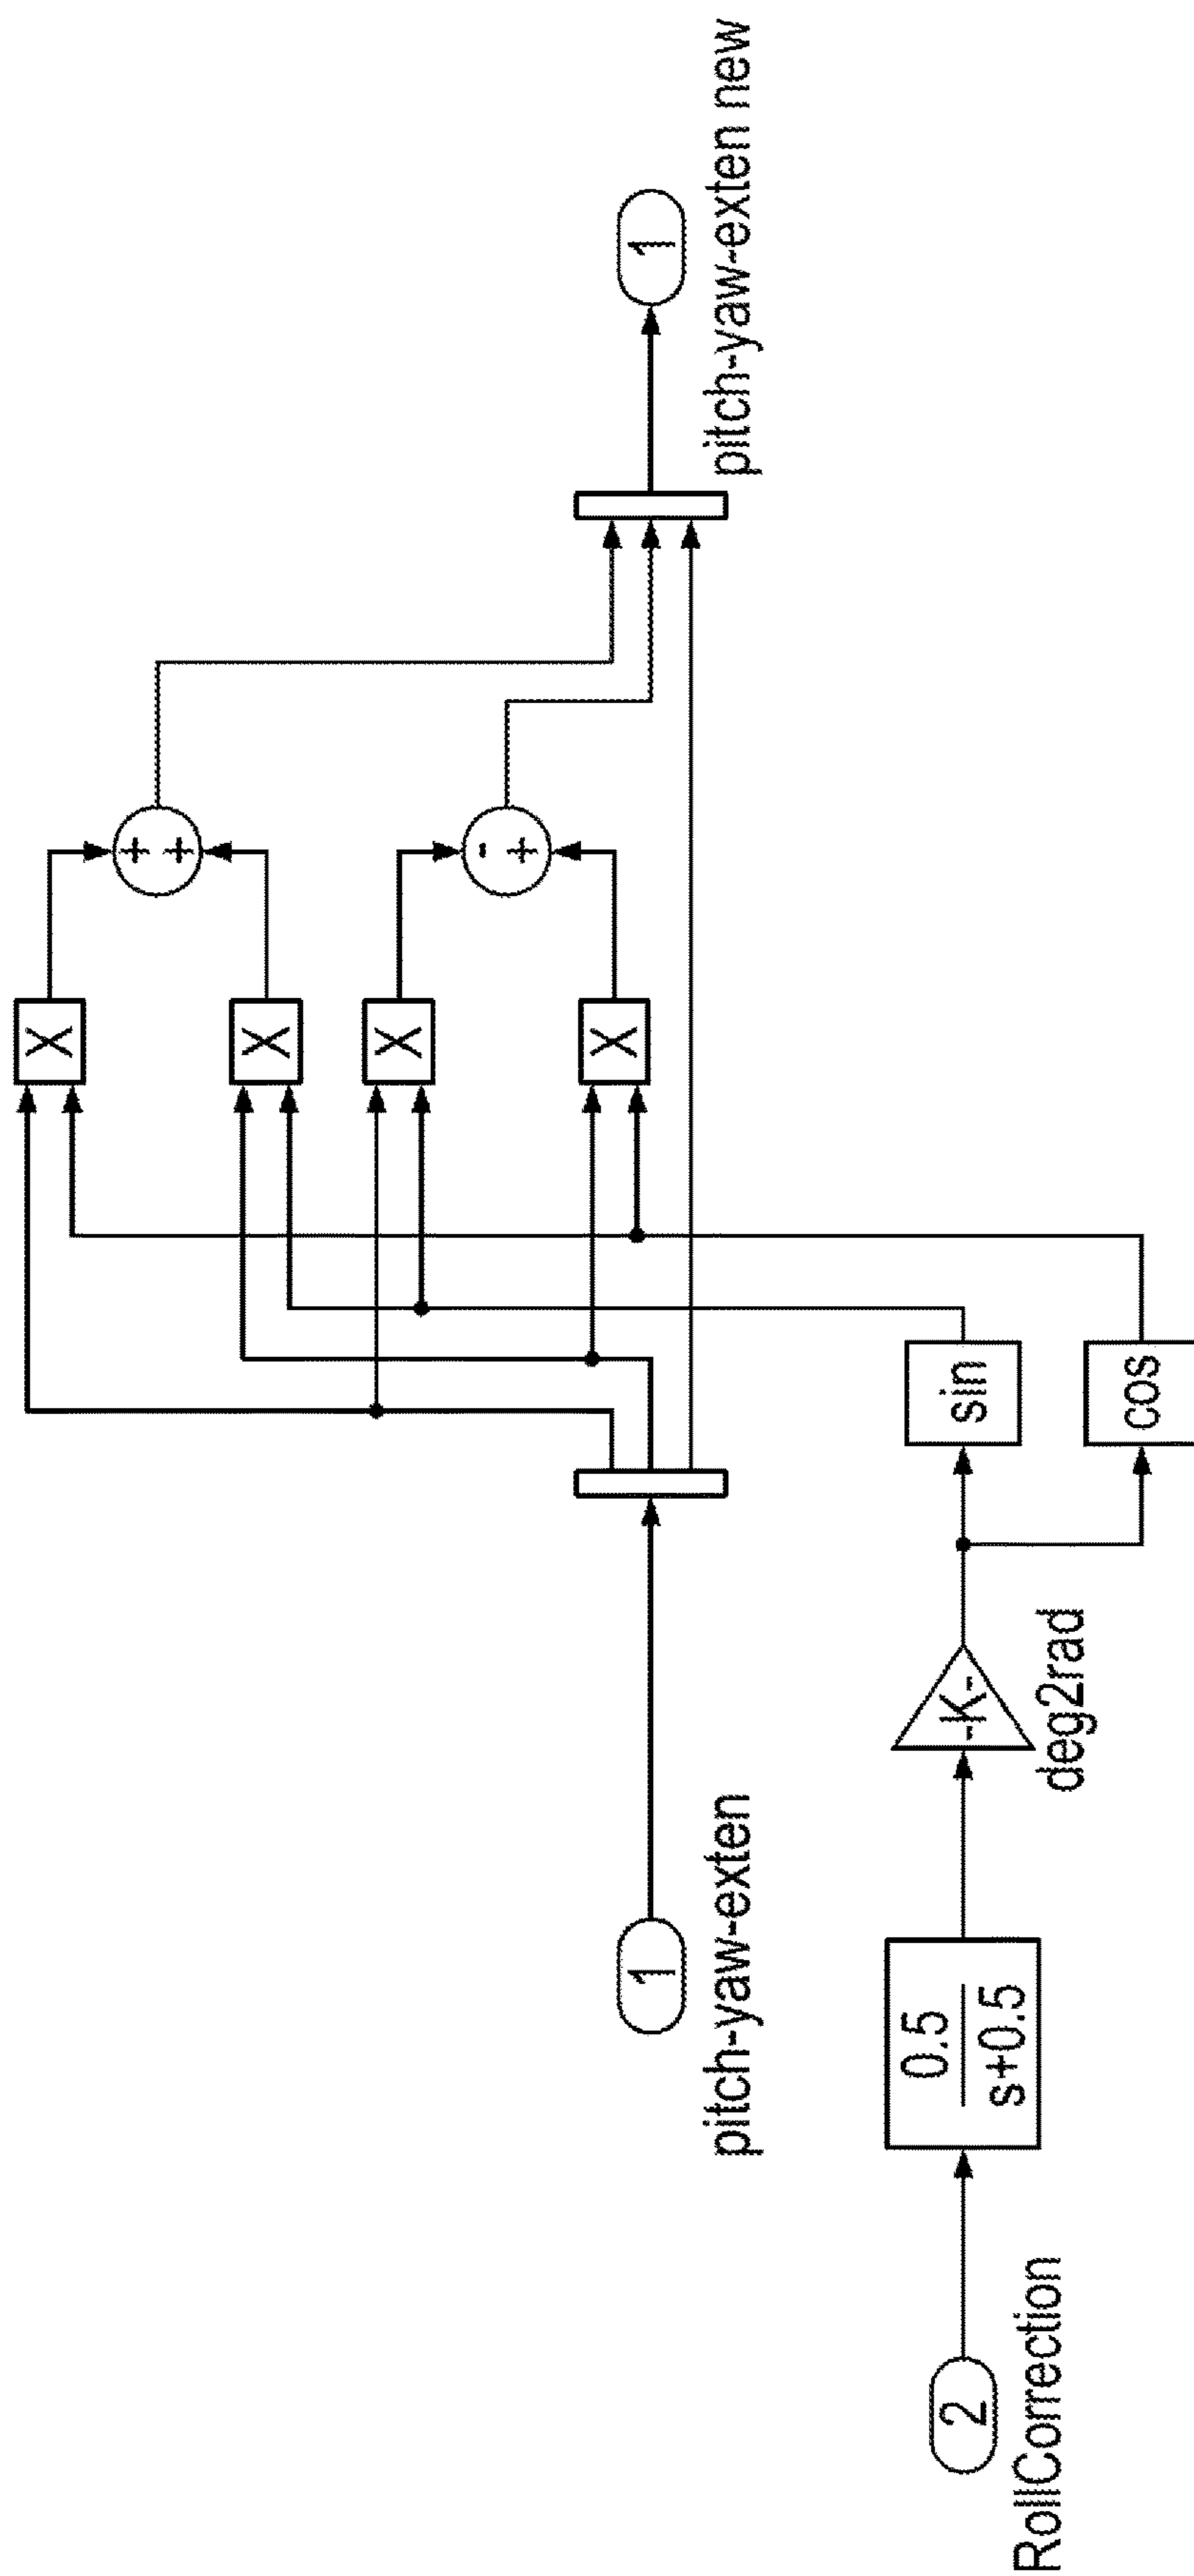 X
X
X
X
+
+
-
+
1
pitch-yaw-exten
1
pitch-yaw-exten new
2
RollCorrection
0.5
s+0.5
-K-
deg2rad
sin
cos